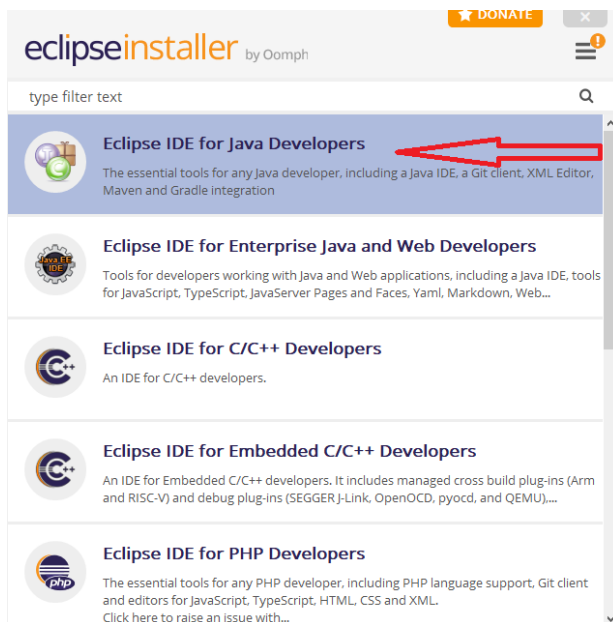 DONATE
eclipseinstaller by Oomph
type filter text
Eclipse IDE for Java Developers
The essential tools for any Java developer, including a Java IDE, a Git client, XML Editor,
Maven and Gradle integration
Java EE
IDE
Eclipse IDE for Enterprise Java and Web Developers
Tools for developers working with Java and Web applications, including a Java IDE, tools
for JavaScript, TypeScript, JavaServer Pages and Faces, Yaml, Markdown, Web...
C++
Eclipse IDE for C/C++ Developers
An IDE for C/C++ developers.
C++
Eclipse IDE for Embedded C/C++ Developers
An IDE for Embedded C/C++ developers. It includes managed cross build plug-ins (Arm
and RISC-V) and debug plug-ins (SEGGER J-Link, OpenOCD, pyocd, and QEMU),...
php
Eclipse IDE for PHP Developers
The essential tools for any PHP developer, including PHP language support, Git client
and editors for JavaScript, TypeScript, HTML, CSS and XML.
Click here to raise an issue with...